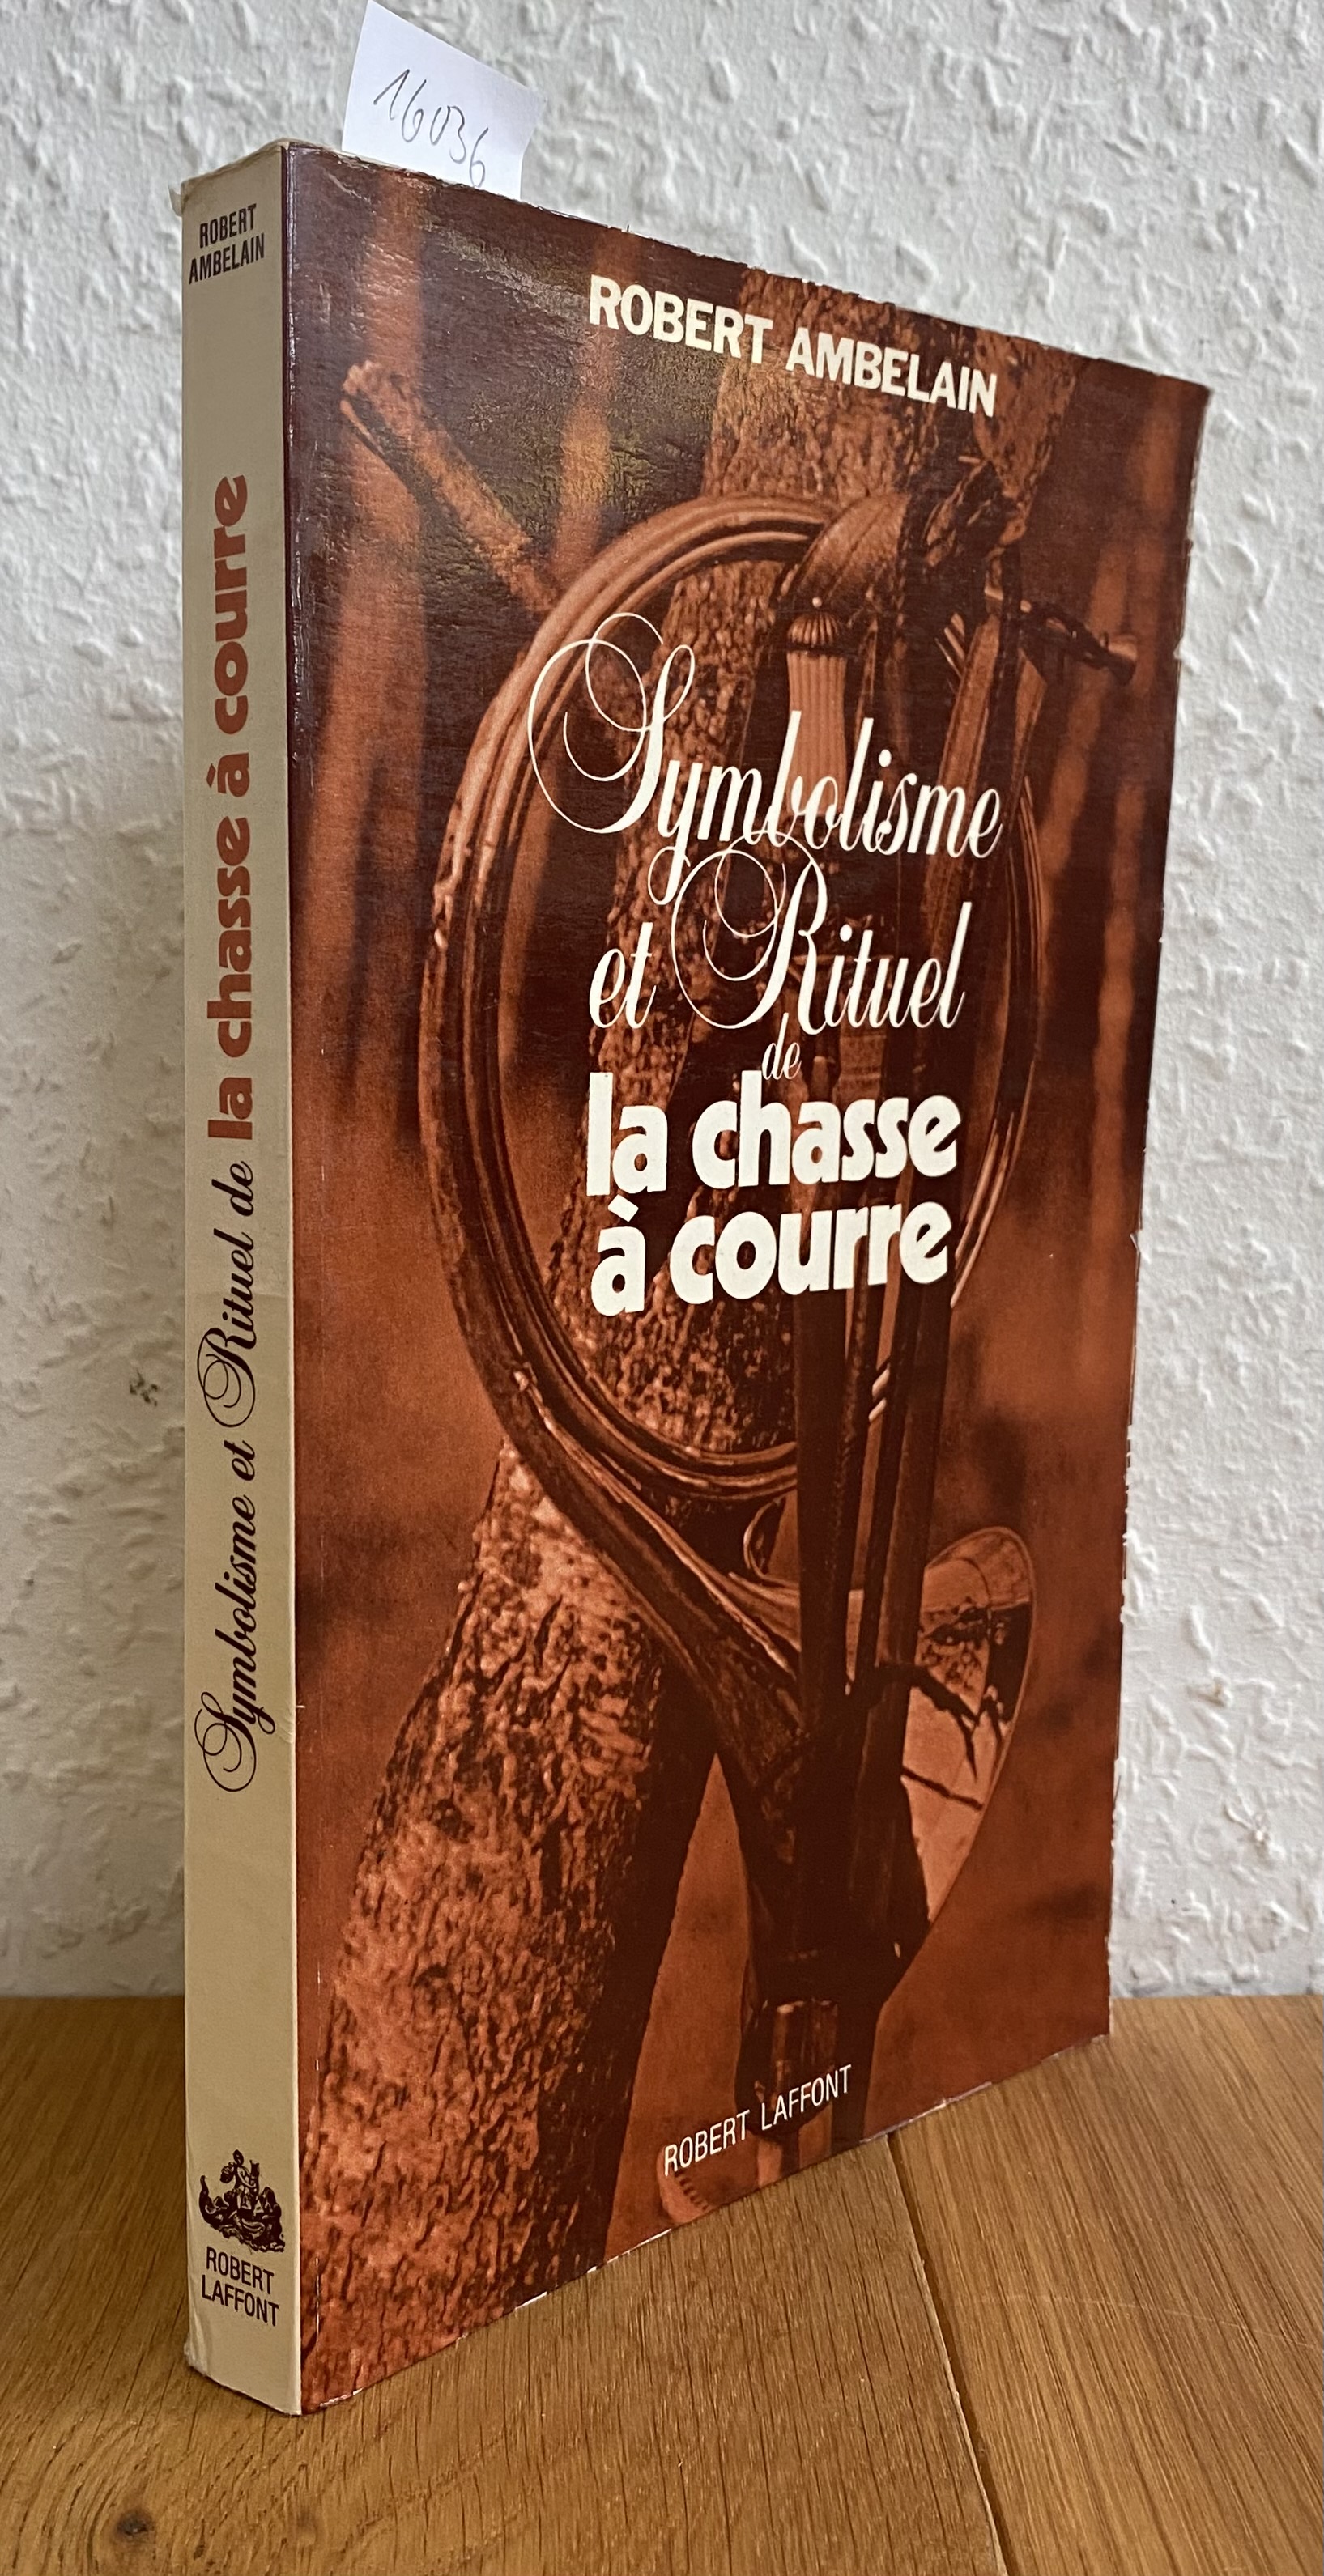 16036
ROBERT
AMBELAIN
Symbolisme et Rituel de la chasse à courre
ROBERT
LAFFONT
ROBERT AMBELAIN
Symbolisme
et Rituel
de
la chasse
à courre
ROBERT LAFFONT